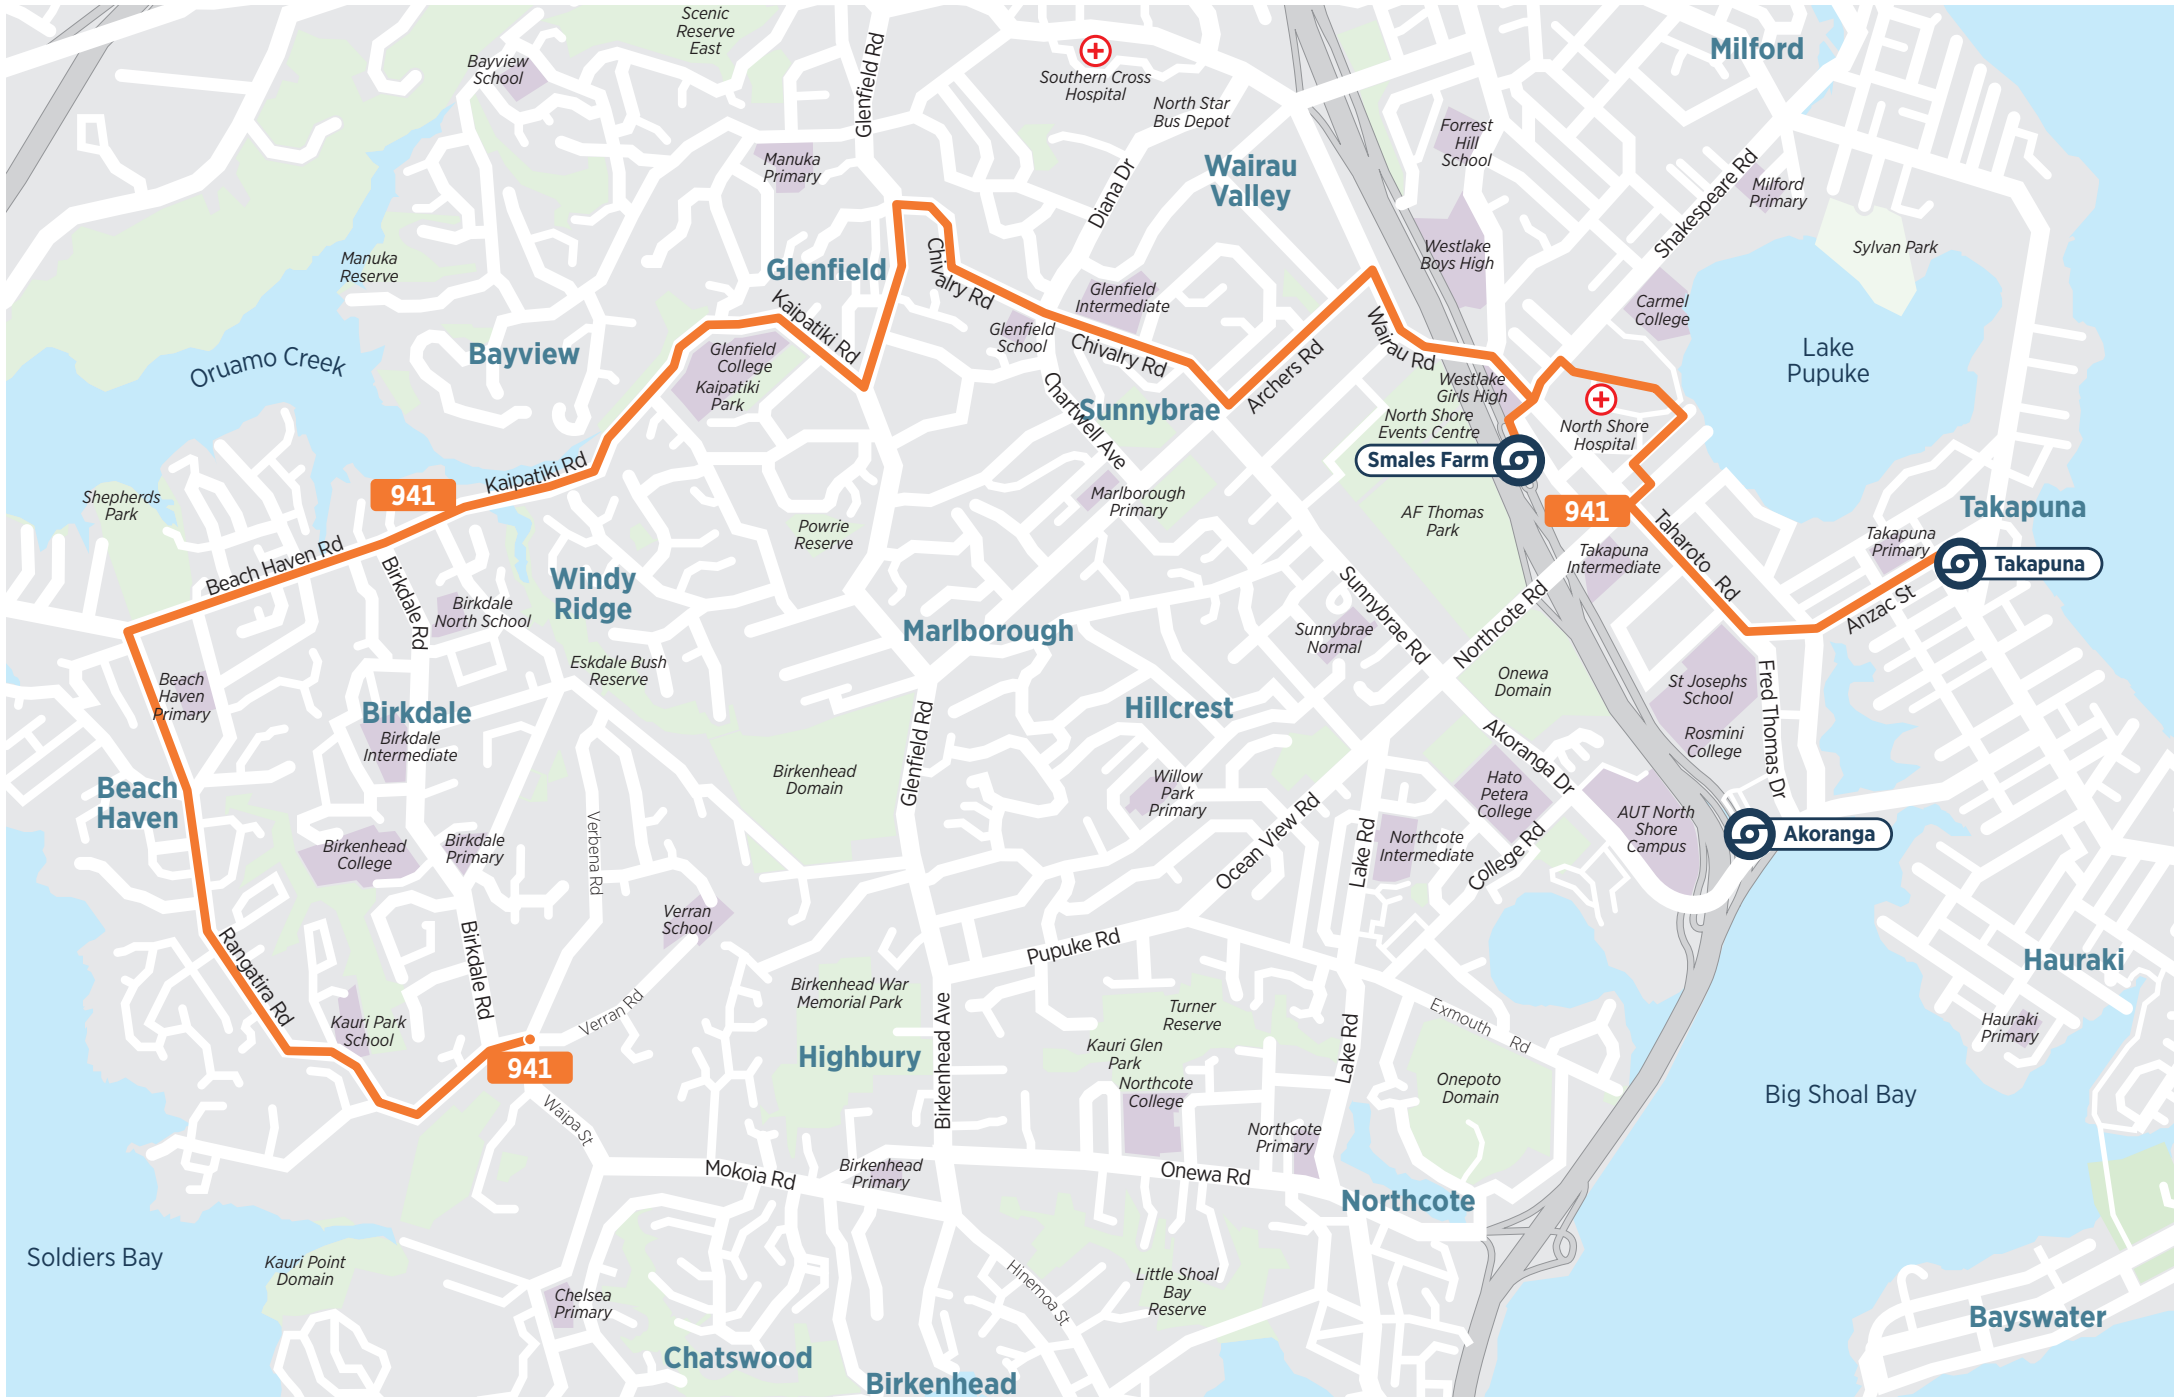 Scenic
Reserve
East
Glenfield Rd
Southern Cross
Hospital
North Star
Bus Depot
Milford
Bayview
School
Forrest
Hill
School
Manuka
Primary
Wairau
Valley
Diana Dr
Shakespeare Rd
Milford
Primary
Manuka
Reserve
Glenfield
Chivalry Rd
Westlake
Boys High
Sylvan Park
Glenfield
Intermediate
Carmel
College
Kaipatiki Rd
Glenfield
School
Chivalry Rd
Archers Rd
Wairau Rd
Oruamo Creek
Bayview
Glenfield
College
Kaipatiki
Park
Lake
Pupuke
Chartwell Ave
Sunnybrae
Westlake
Girls High
North Shore
Events Centre
North Shore
Hospital
Smales Farm
Shepherds
Park
941
Kaipatiki Rd
Marlborough
Primary
Powrie
Reserve
AF Thomas
Park
941
Takapuna
Taharoto Rd
Takapuna
Primary
Takapuna
Beach Haven Rd
Birkdale Rd
Windy
Ridge
Takapuna
Intermediate
Birkdale
North School
Sunnybrae Rd
Northcote Rd
Anzac St
Marlborough
Sunnybrae
Normal
Eskdale Bush
Reserve
Onewa
Domain
Beach
Haven
Primary
St Josephs
School
Fred Thomas Dr
Birkdale
Birkdale
Intermediate
Glenfield Rd
Hillcrest
Akoranga Dr
Rosmini
College
Beach
Haven
Birkenhead
Domain
Willow
Park
Primary
Hato
Petera
College
AUT North
Shore
Campus
Akoranga
Birkenhead
College
Birkdale
Primary
Verbena Rd
Ocean View Rd
Lake Rd
Northcote
Intermediate
College Rd
Verran
School
Rangatira Rd
Birkdale Rd
Pupuke Rd
Hauraki
Birkenhead War
Memorial Park
Kauri Park
School
Verran Rd
Birkenhead Ave
Turner
Reserve
Exmouth Rd
Hauraki
Primary
941
Highbury
Kauri Glen
Park
Northcote
College
Lake Rd
Onepoto
Domain
Big Shoal Bay
Waipa St
Northcote
Primary
Mokoia Rd
Birkenhead
Primary
Onewa Rd
Northcote
Soldiers Bay
Kauri Point
Domain
Chelsea
Primary
Hinemoa St
Little Shoal
Bay
Reserve
Bayswater
Chatswood
Birkenhead